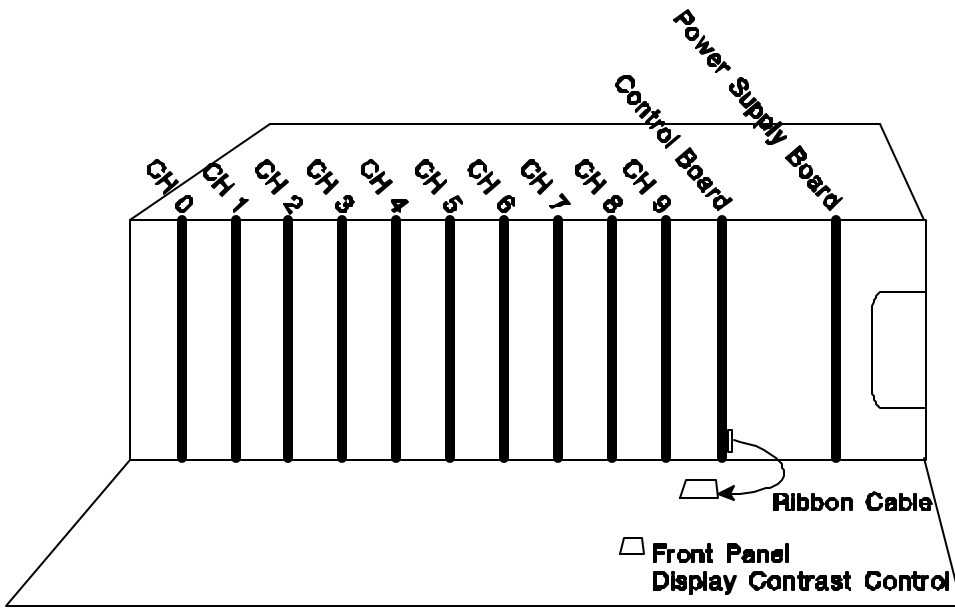 Power Supply Board
Control Board
CH 0
CH 1
CH 2
CH 3
CH 4
CH 5
CH 6
CH 7
CH 8
CH 9
Ribbon Cable
Front Panel
Display Contrast Control